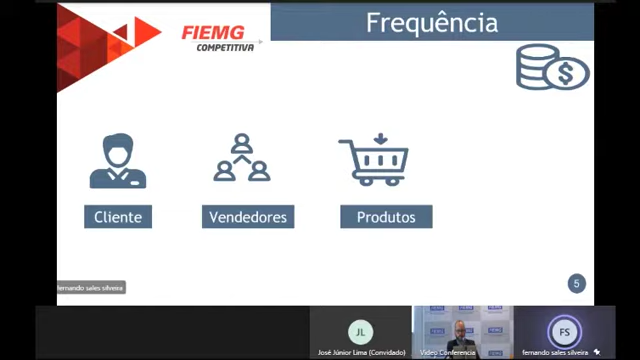 FIEMG
COMPETITIVA
Frequência
$
Cliente
Vendedores
Produtos
fernando sales silveira
5
JL
FS
José Júnior Lima (Convidado)
Vídeo Conferencia
fernando sales silveira